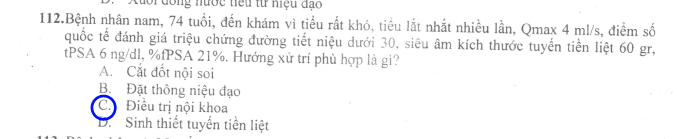 D. Xuôi dòng nước tiểu từ niệu đạo
112.Bệnh nhân nam, 74 tuổi, đến khám vì tiểu rất khó, tiểu lắt nhắt nhiều lần, Qmax 4 ml/s, điểm số
quốc tế đánh giá triệu chứng đường tiết niệu dưới 30, siêu âm kích thước tuyến tiền liệt 60 gr,
tPSA 6 ng/dl, %fPSA 21%. Hướng xử trí phù hợp là gì?
A. Cắt đốt nội soi
B. Đặt thông niệu đạo
C. Điều trị nội khoa
D. Sinh thiết tuyến tiền liệt